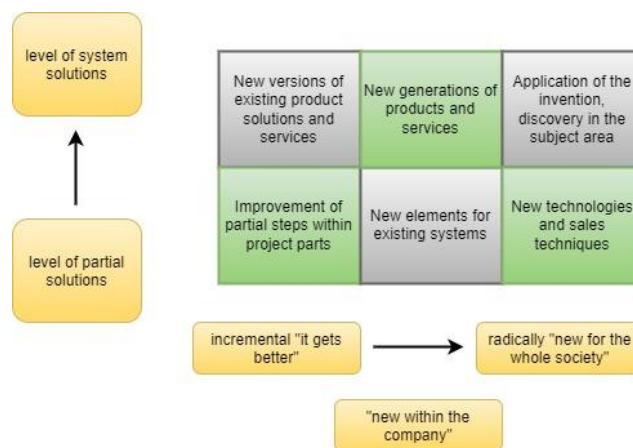 level of system
solutions
New versions of
existing product
solutions and
services
New generations of
products and
services
Application of the
invention,
discovery in the
subject area
level of partial
solutions
Improvement of
partial steps within
project parts
New elements for
existing systems
New technologies
and sales
techniques
incremental "it gets
better"
radically "new for the
whole society"
"new within the
company"